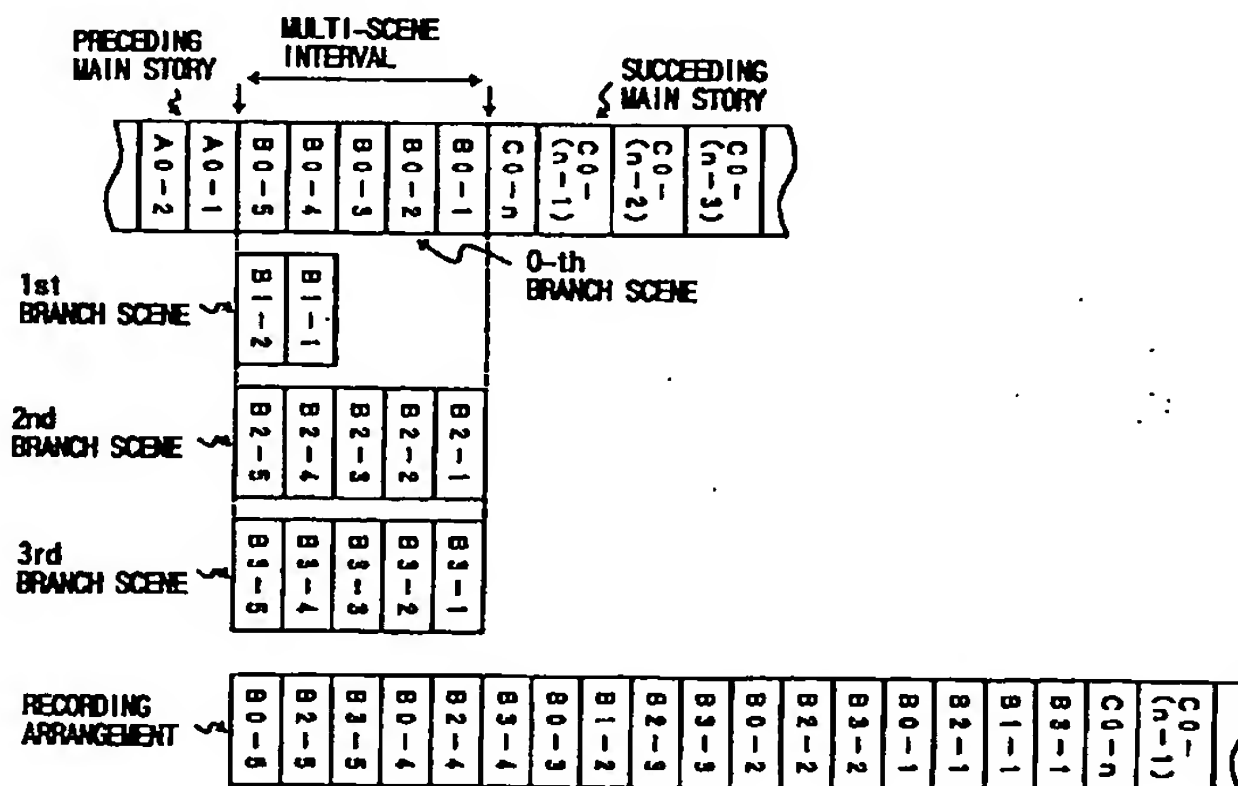 PRECEDING
MAIN STORY
MULTI-SCENE
INTERVAL
SUCCEEDING
MAIN STORY
A0-2
A0-1
B0-5
B0-4
B0-3
B0-2
B0-1
C0-n
C0-
(n-1)
C0-
(n-2)
C0-
(n-3)
0-th
BRANCH SCENE
1st
BRANCH SCENE
B1-2
B1-1
2nd
BRANCH SCENE
B2-5
B2-4
B2-3
B2-2
B2-1
3rd
BRANCH SCENE
B3-5
B3-4
B3-3
B3-2
B3-1
RECORDING
ARRANGEMENT
B0-5
B2-5
B3-5
B0-4
B2-4
B3-4
B0-3
B1-2
B2-3
B3-3
B0-2
B2-2
B3-2
B0-1
B2-1
B1-1
B3-1
C0-n
C0-
(n-1)